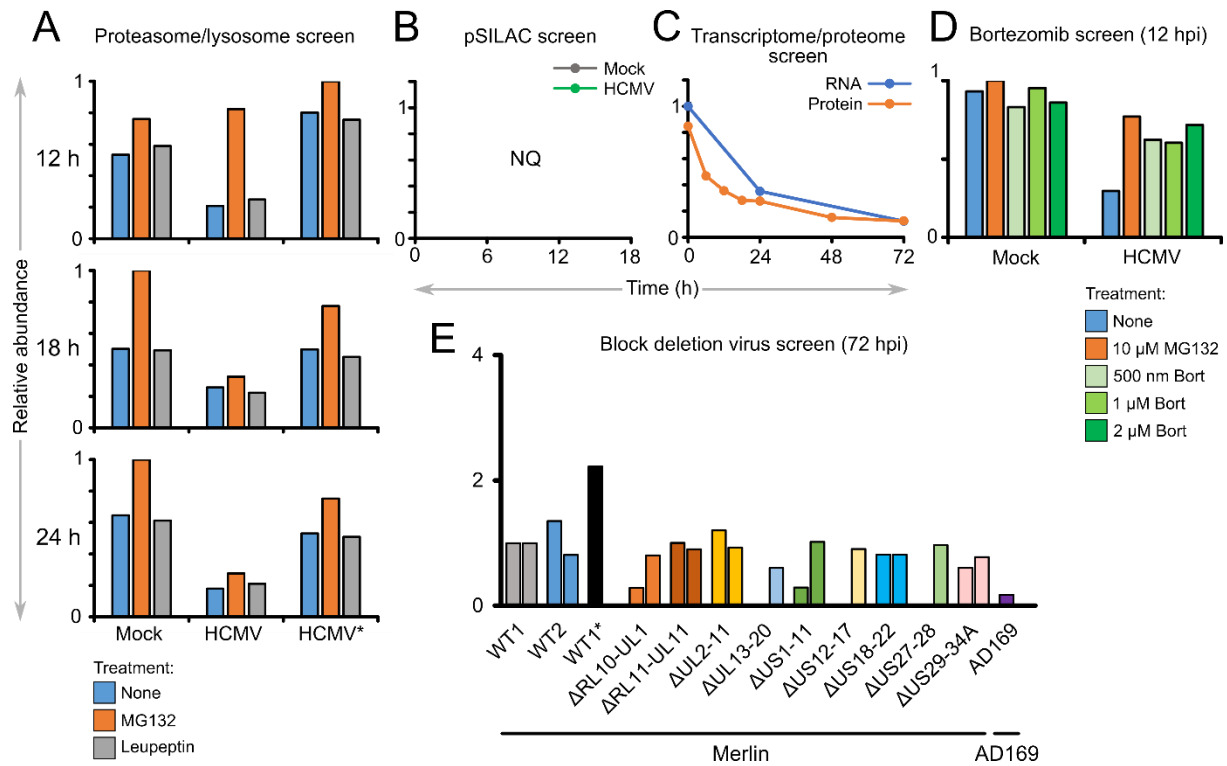 A
Proteasome/lysosome screen
Relative abundance
1
12 h
0
1
18 h
0
1
24 h
0
Mock
HCMV
HCMV*
Treatment:
None
MG132
Leupeptin
B
pSILAC screen
Mock
HCMV
1
NQ
0
0
6
12
18
C
Transcriptome/proteome
screen
RNA
Protein
1
0
0
24
48
72
Time (h)
D
Bortezomib screen (12 hpi)
1
0
Mock
HCMV
Treatment:
None
10 µM MG132
500 nm Bort
1 µM Bort
2 µM Bort
E
Block deletion virus screen (72 hpi)
4
2
0
WT1
WT2
WT1*
ΔRL10-UL1
ΔRL11-UL11
ΔUL2-11
ΔUL13-20
ΔUS1-11
ΔUS12-17
ΔUS18-22
ΔUS27-28
ΔUS29-34A
AD169
Merlin
AD169